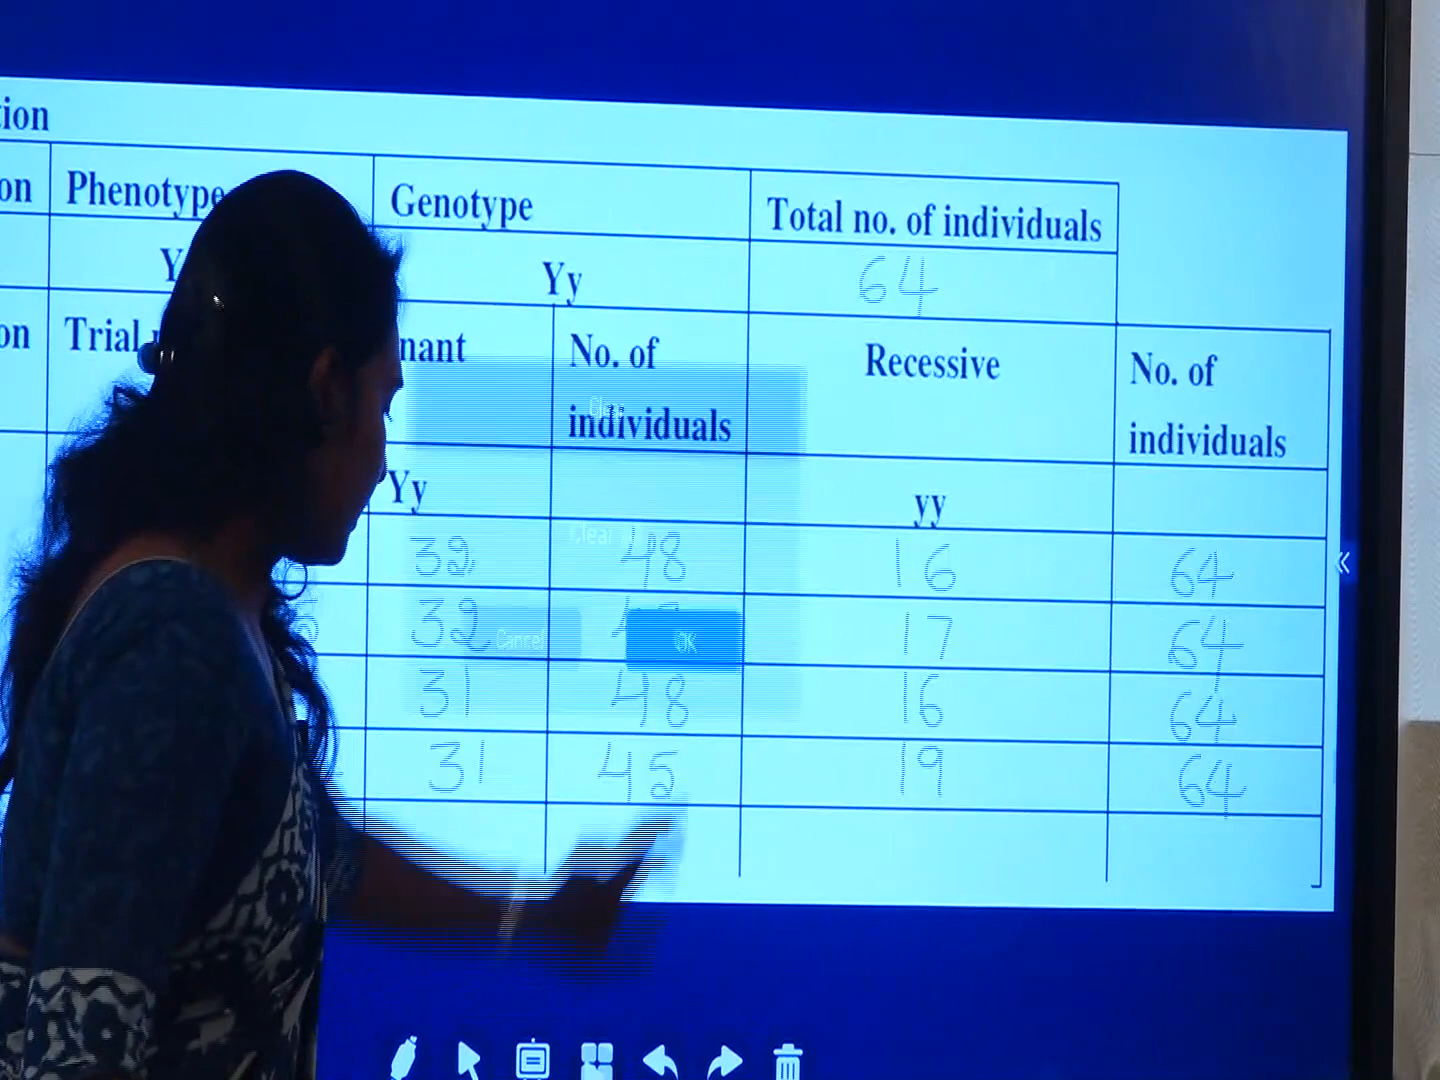 tion
on Phenotype Genotype Total no. of individuals
Y Yy 64
on Trial nant No. of individuals Recessive No. of individuals
Yy yy
32 48 16 64
32 17 64
31 48 16 64
31 45 19 64
Clear
Cancel OK